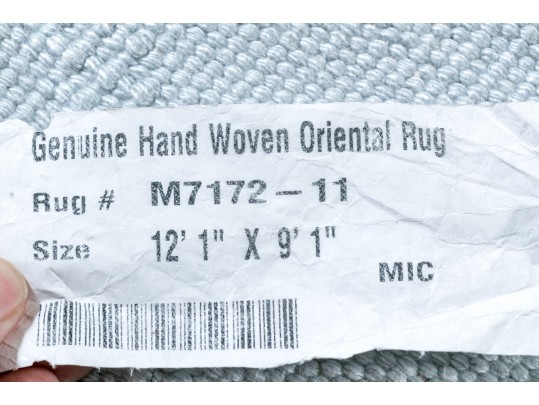 Genuine Hand Woven Oriental Rug
Rug # M7172-11
Size 12' 1" X 9' 1"
MIC